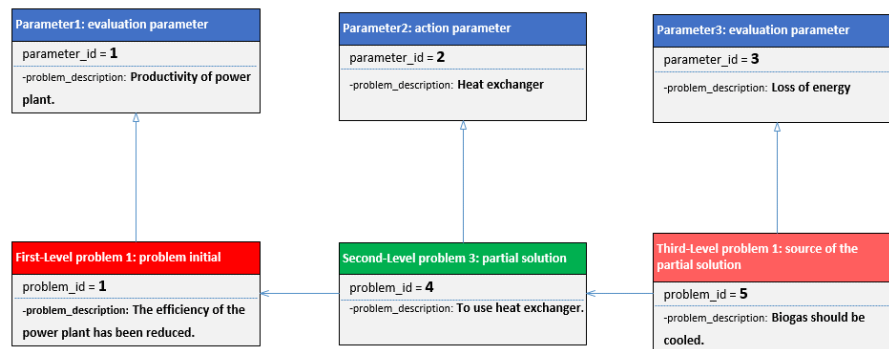 Parameter1: evaluation parameter
parameter_id = 1
-problem_description: Productivity of power
plant.
Parameter2: action parameter
parameter_id = 2
-problem_description: Heat exchanger
Parameter3: evaluation parameter
parameter_id = 3
-problem_description: Loss of energy
First-Level problem 1: problem initial
problem_id = 1
-problem_description: The efficiency of the
power plant has been reduced.
Second-Level problem 3: partial solution
problem_id = 4
-problem_description: To use heat exchanger.
Third-Level problem 1: source of the
partial solution
problem_id = 5
-problem_description: Biogas should be
cooled.